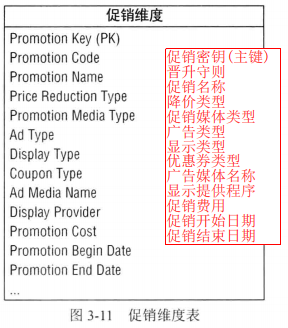 促销维度
Promotion Key (PK)
Promotion Code
Promotion Name
Price Reduction Type
Promotion Media Type
Ad Type
Display Type
Coupon Type
Ad Media Name
Display Provider
Promotion Cost
Promotion Begin Date
Promotion End Date
...
促销密钥(主键)
晋升守则
促销名称
降价类型
促销媒体类型
广告类型
显示类型
优惠券类型
广告媒体名称
显示提供程序
促销费用
促销开始日期
促销结束日期
图 3-11 促销维度表